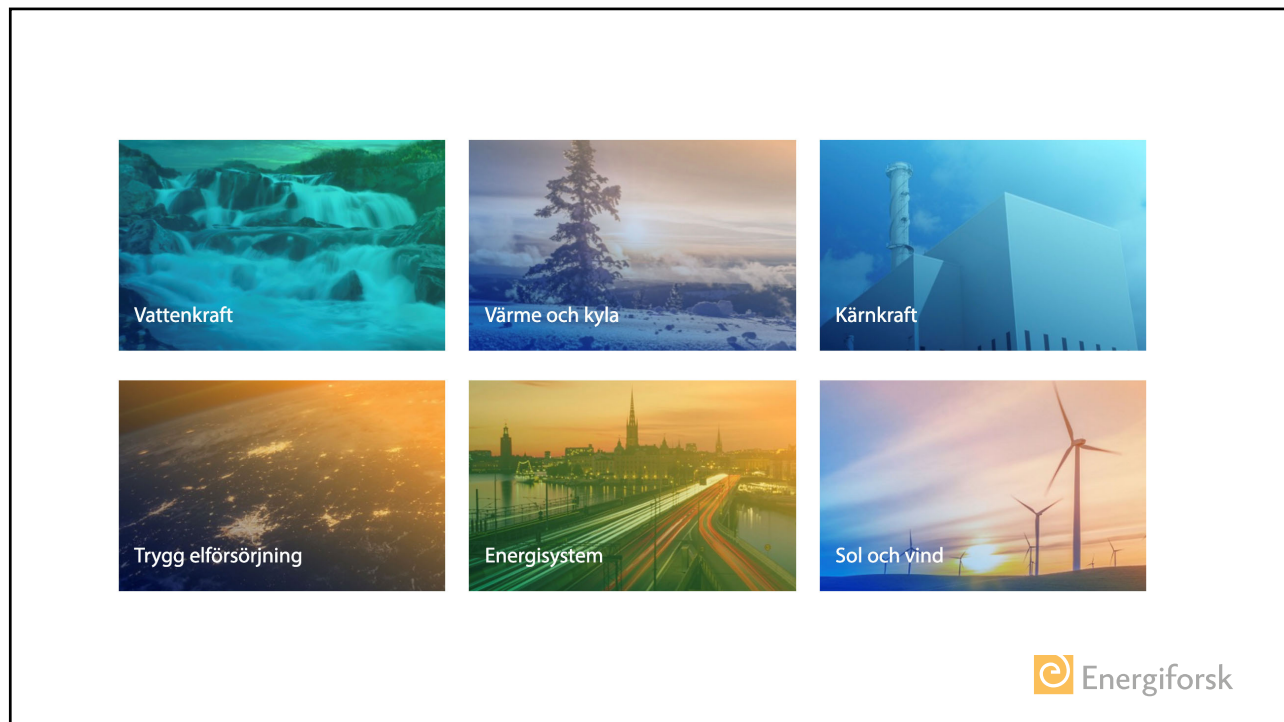 Vattenkraft
Värme och kyla
Kärnkraft
Trygg elförsörjning
Energisystem
Sol och vind
Energiforsk